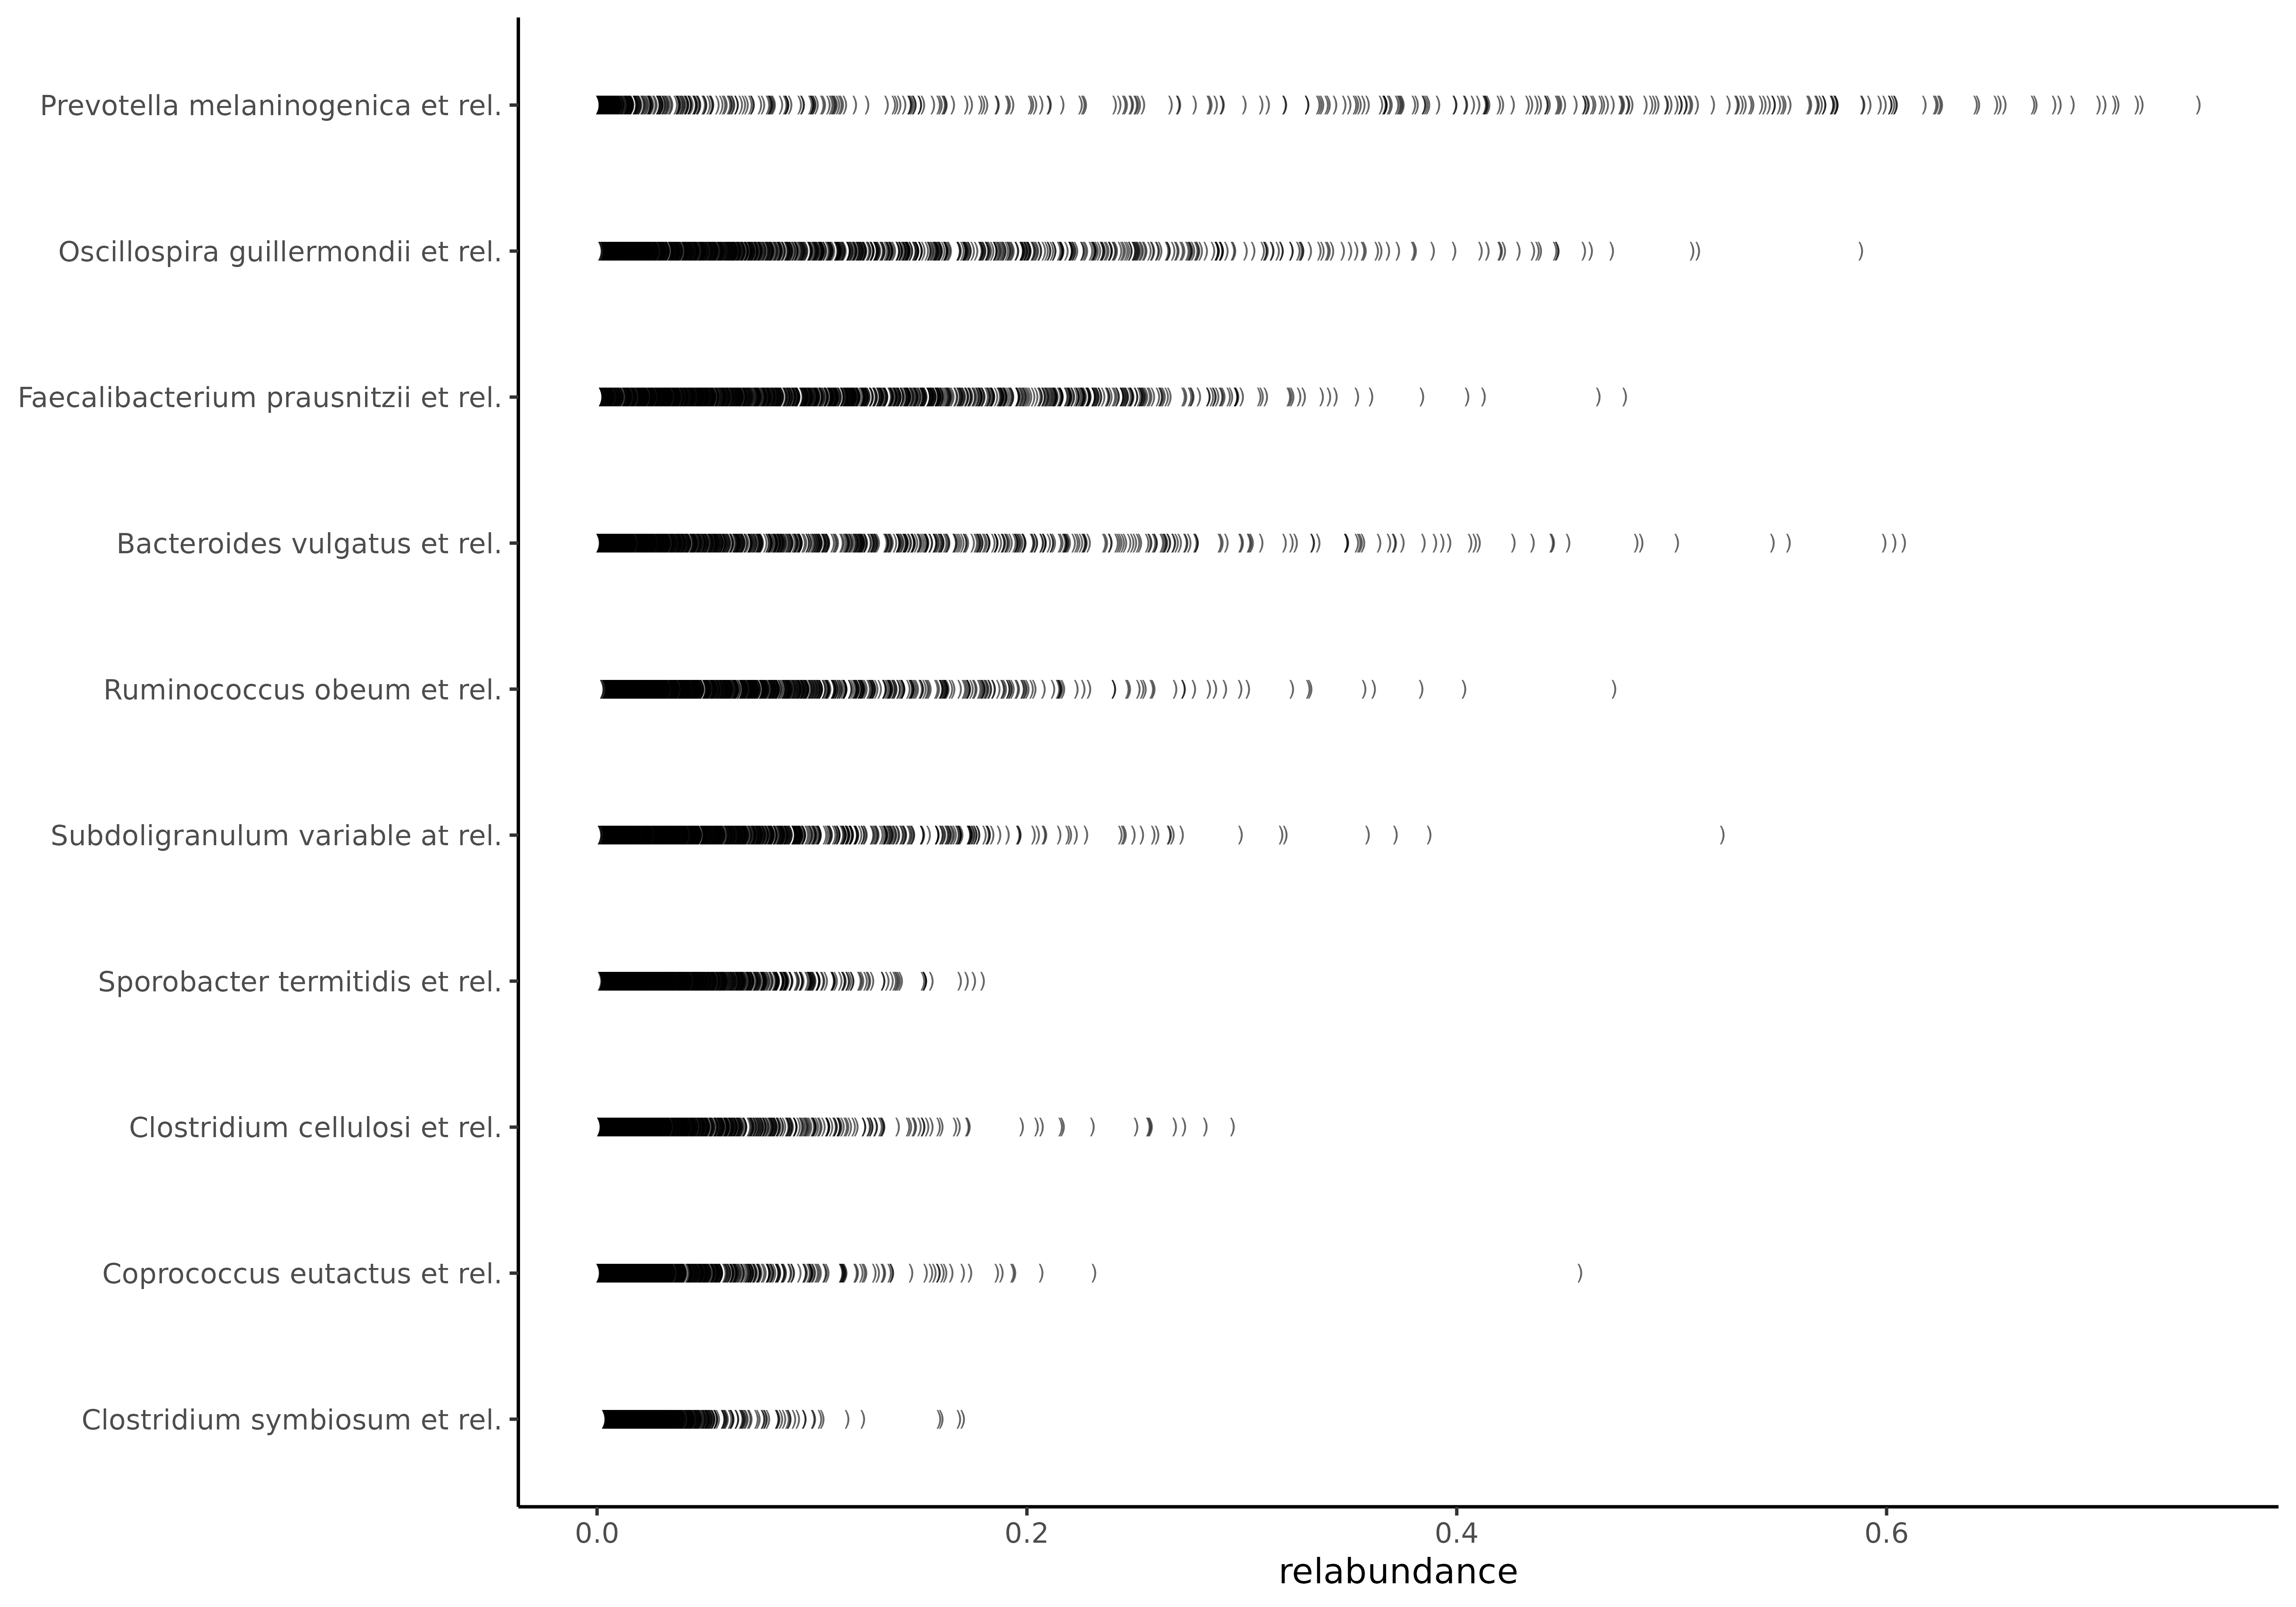 Prevotella melaninogenica et rel.
Oscillospira guillermondii et rel.
Faecalibacterium prausnitzii et rel.
Bacteroides vulgatus et rel.
Ruminococcus obeum et rel.
Subdoligranulum variable at rel.
Sporobacter termitidis et rel.
Clostridium cellulosi et rel.
Coprococcus eutactus et rel.
Clostridium symbiosum et rel.
0.0 0.2 0.4 0.6
relabundance